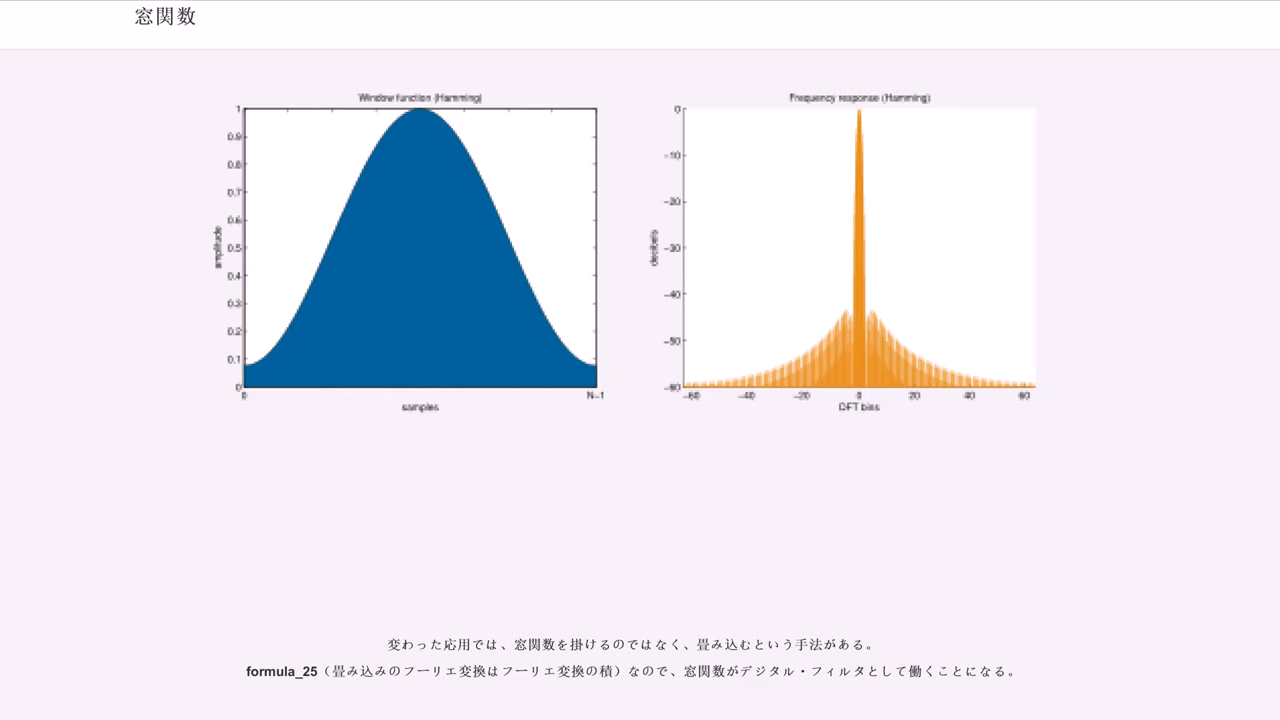 窓関数
Window function (Hamming)
1
0.9
0.8
0.7
0.6
0.5
0.4
0.3
0.2
0.1
0
amplitude
0
N-1
samples
Frequency response (Hamming)
0
-10
-20
-30
-40
-50
-60
decibels
-60
-40
-20
0
20
40
60
DFT bins
変わった応用では、窓関数を掛けるのではなく、畳み込むという手法がある。
formula_25（畳み込みのフーリエ変換はフーリエ変換の積）なので、窓関数がデジタル・フィルタとして働くことになる。